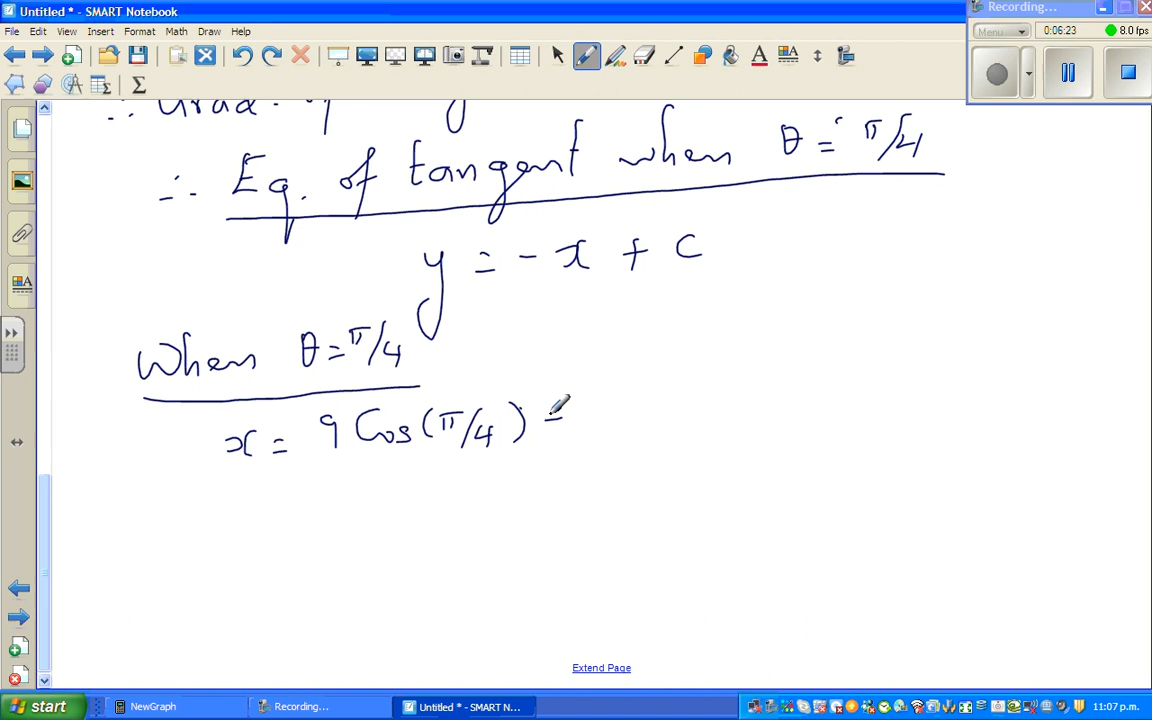 Untitled * - SMART Notebook
Recording...
File Edit View Insert Format Math Draw Help
Menu
0:06:23
8.0 fps
∴ Grad. of
∴ Eq. of tangent when θ = π/4
y = - x + C
When θ = π/4
x = 9 Cos(π/4) =
Extend Page
start
NewGraph
Recording...
Untitled * - SMART N...
11:07 p.m.